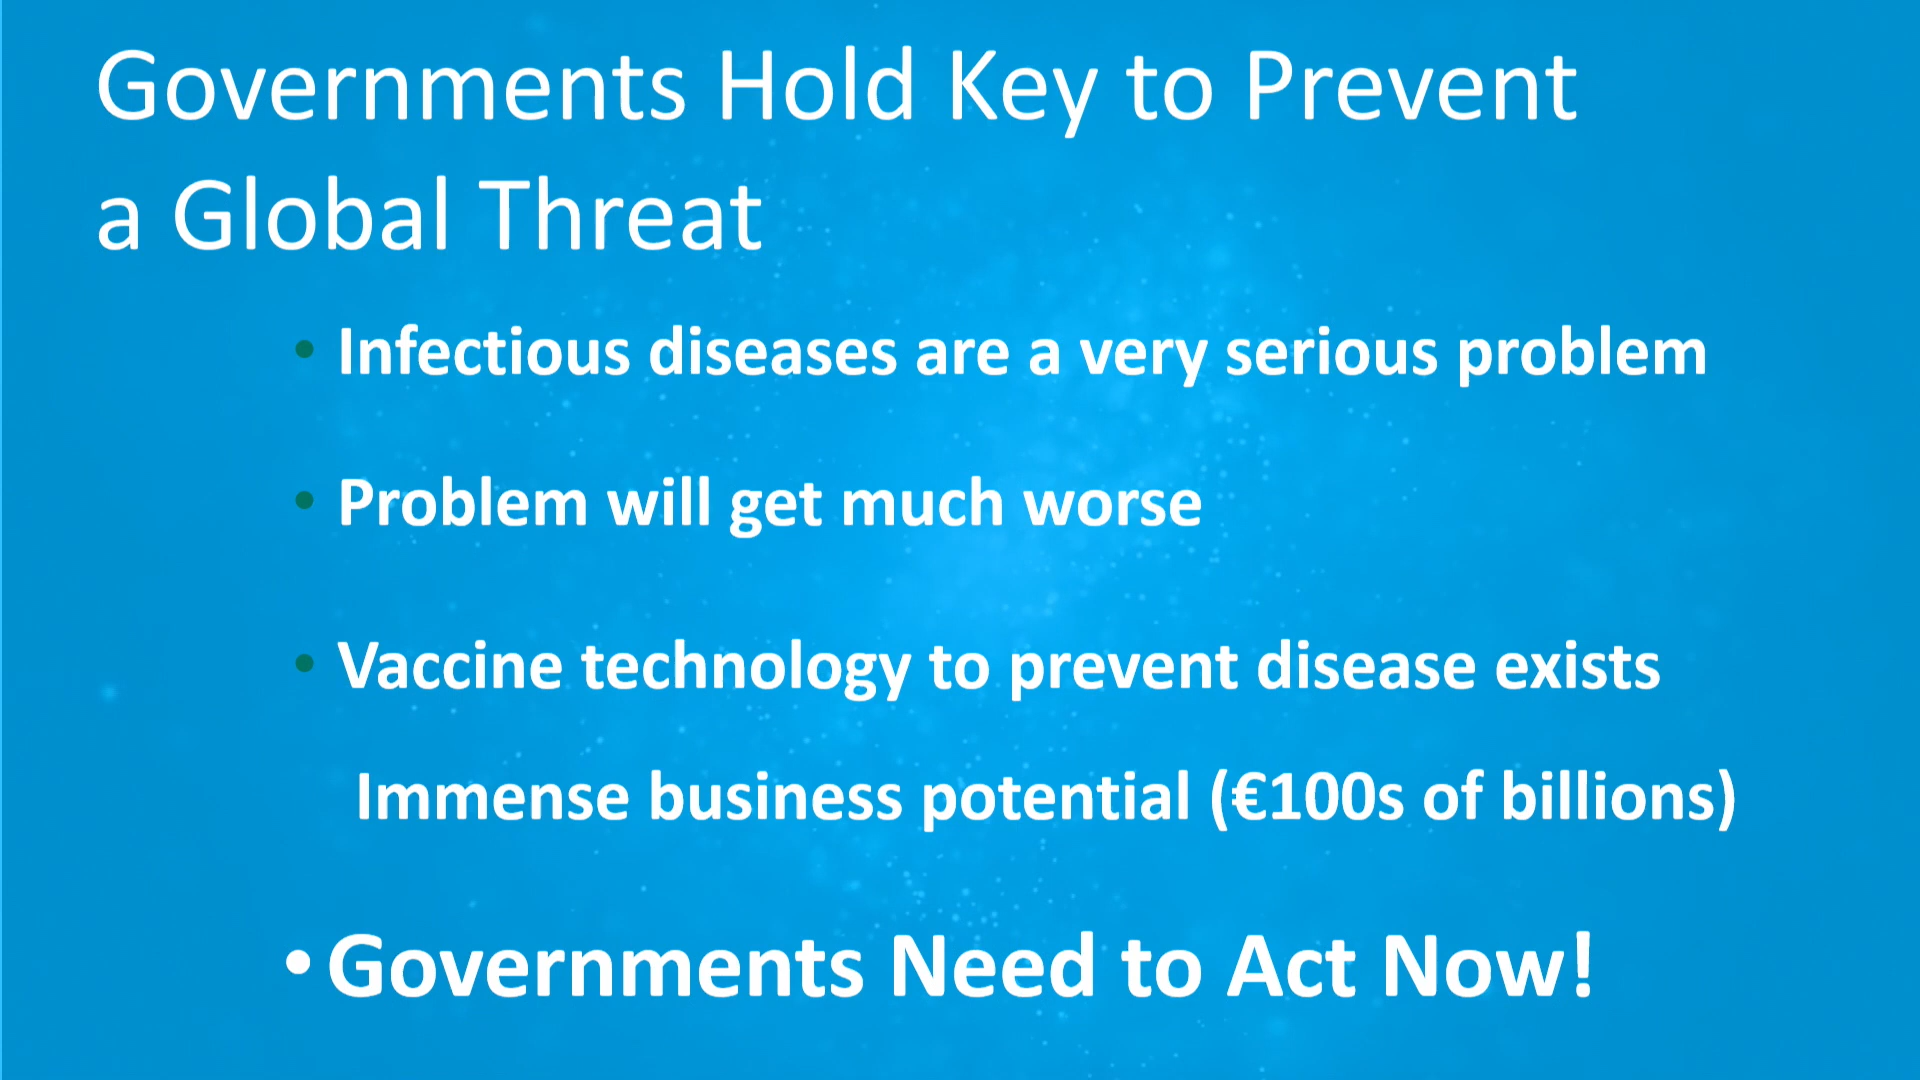 Governments Hold Key to Prevent
a Global Threat
• Infectious diseases are a very serious problem
• Problem will get much worse
• Vaccine technology to prevent disease exists
Immense business potential (€100s of billions)
• Governments Need to Act Now!